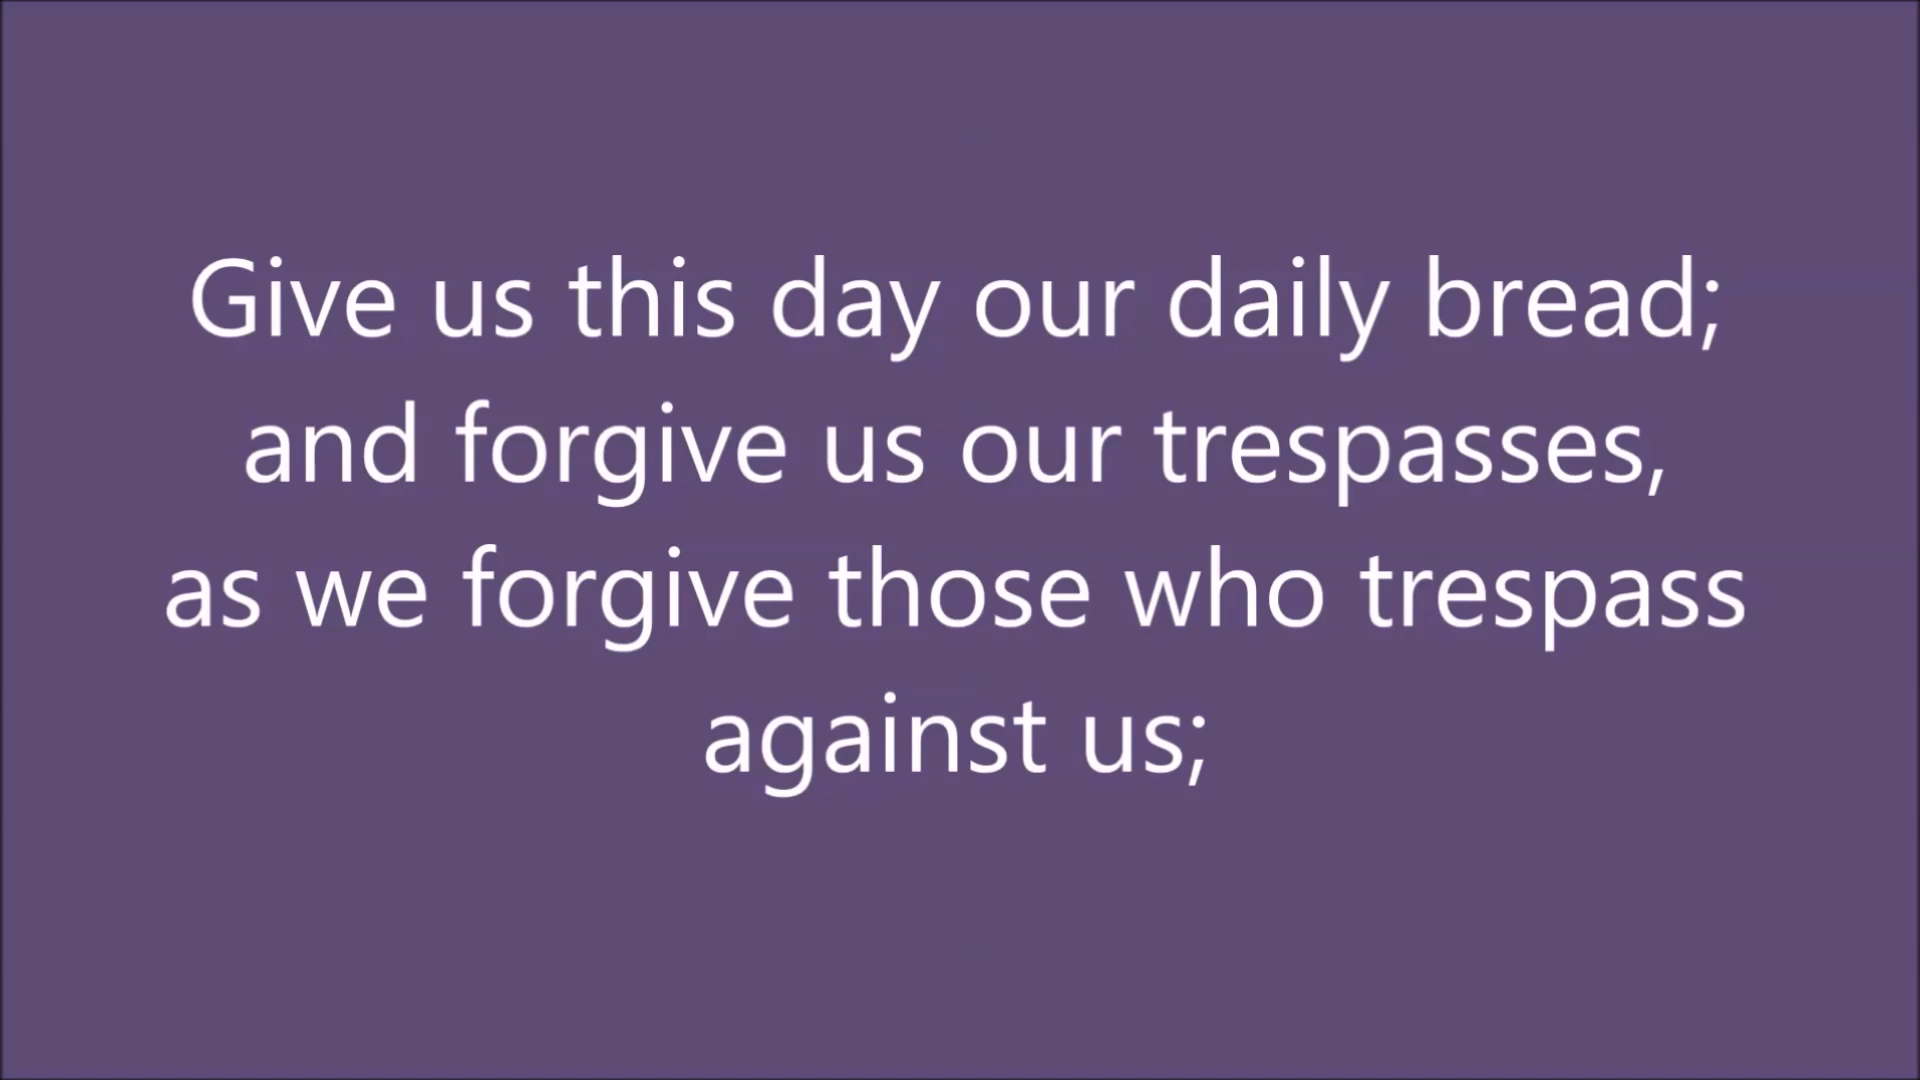 Give us this day our daily bread;
and forgive us our trespasses,
as we forgive those who trespass
against us;